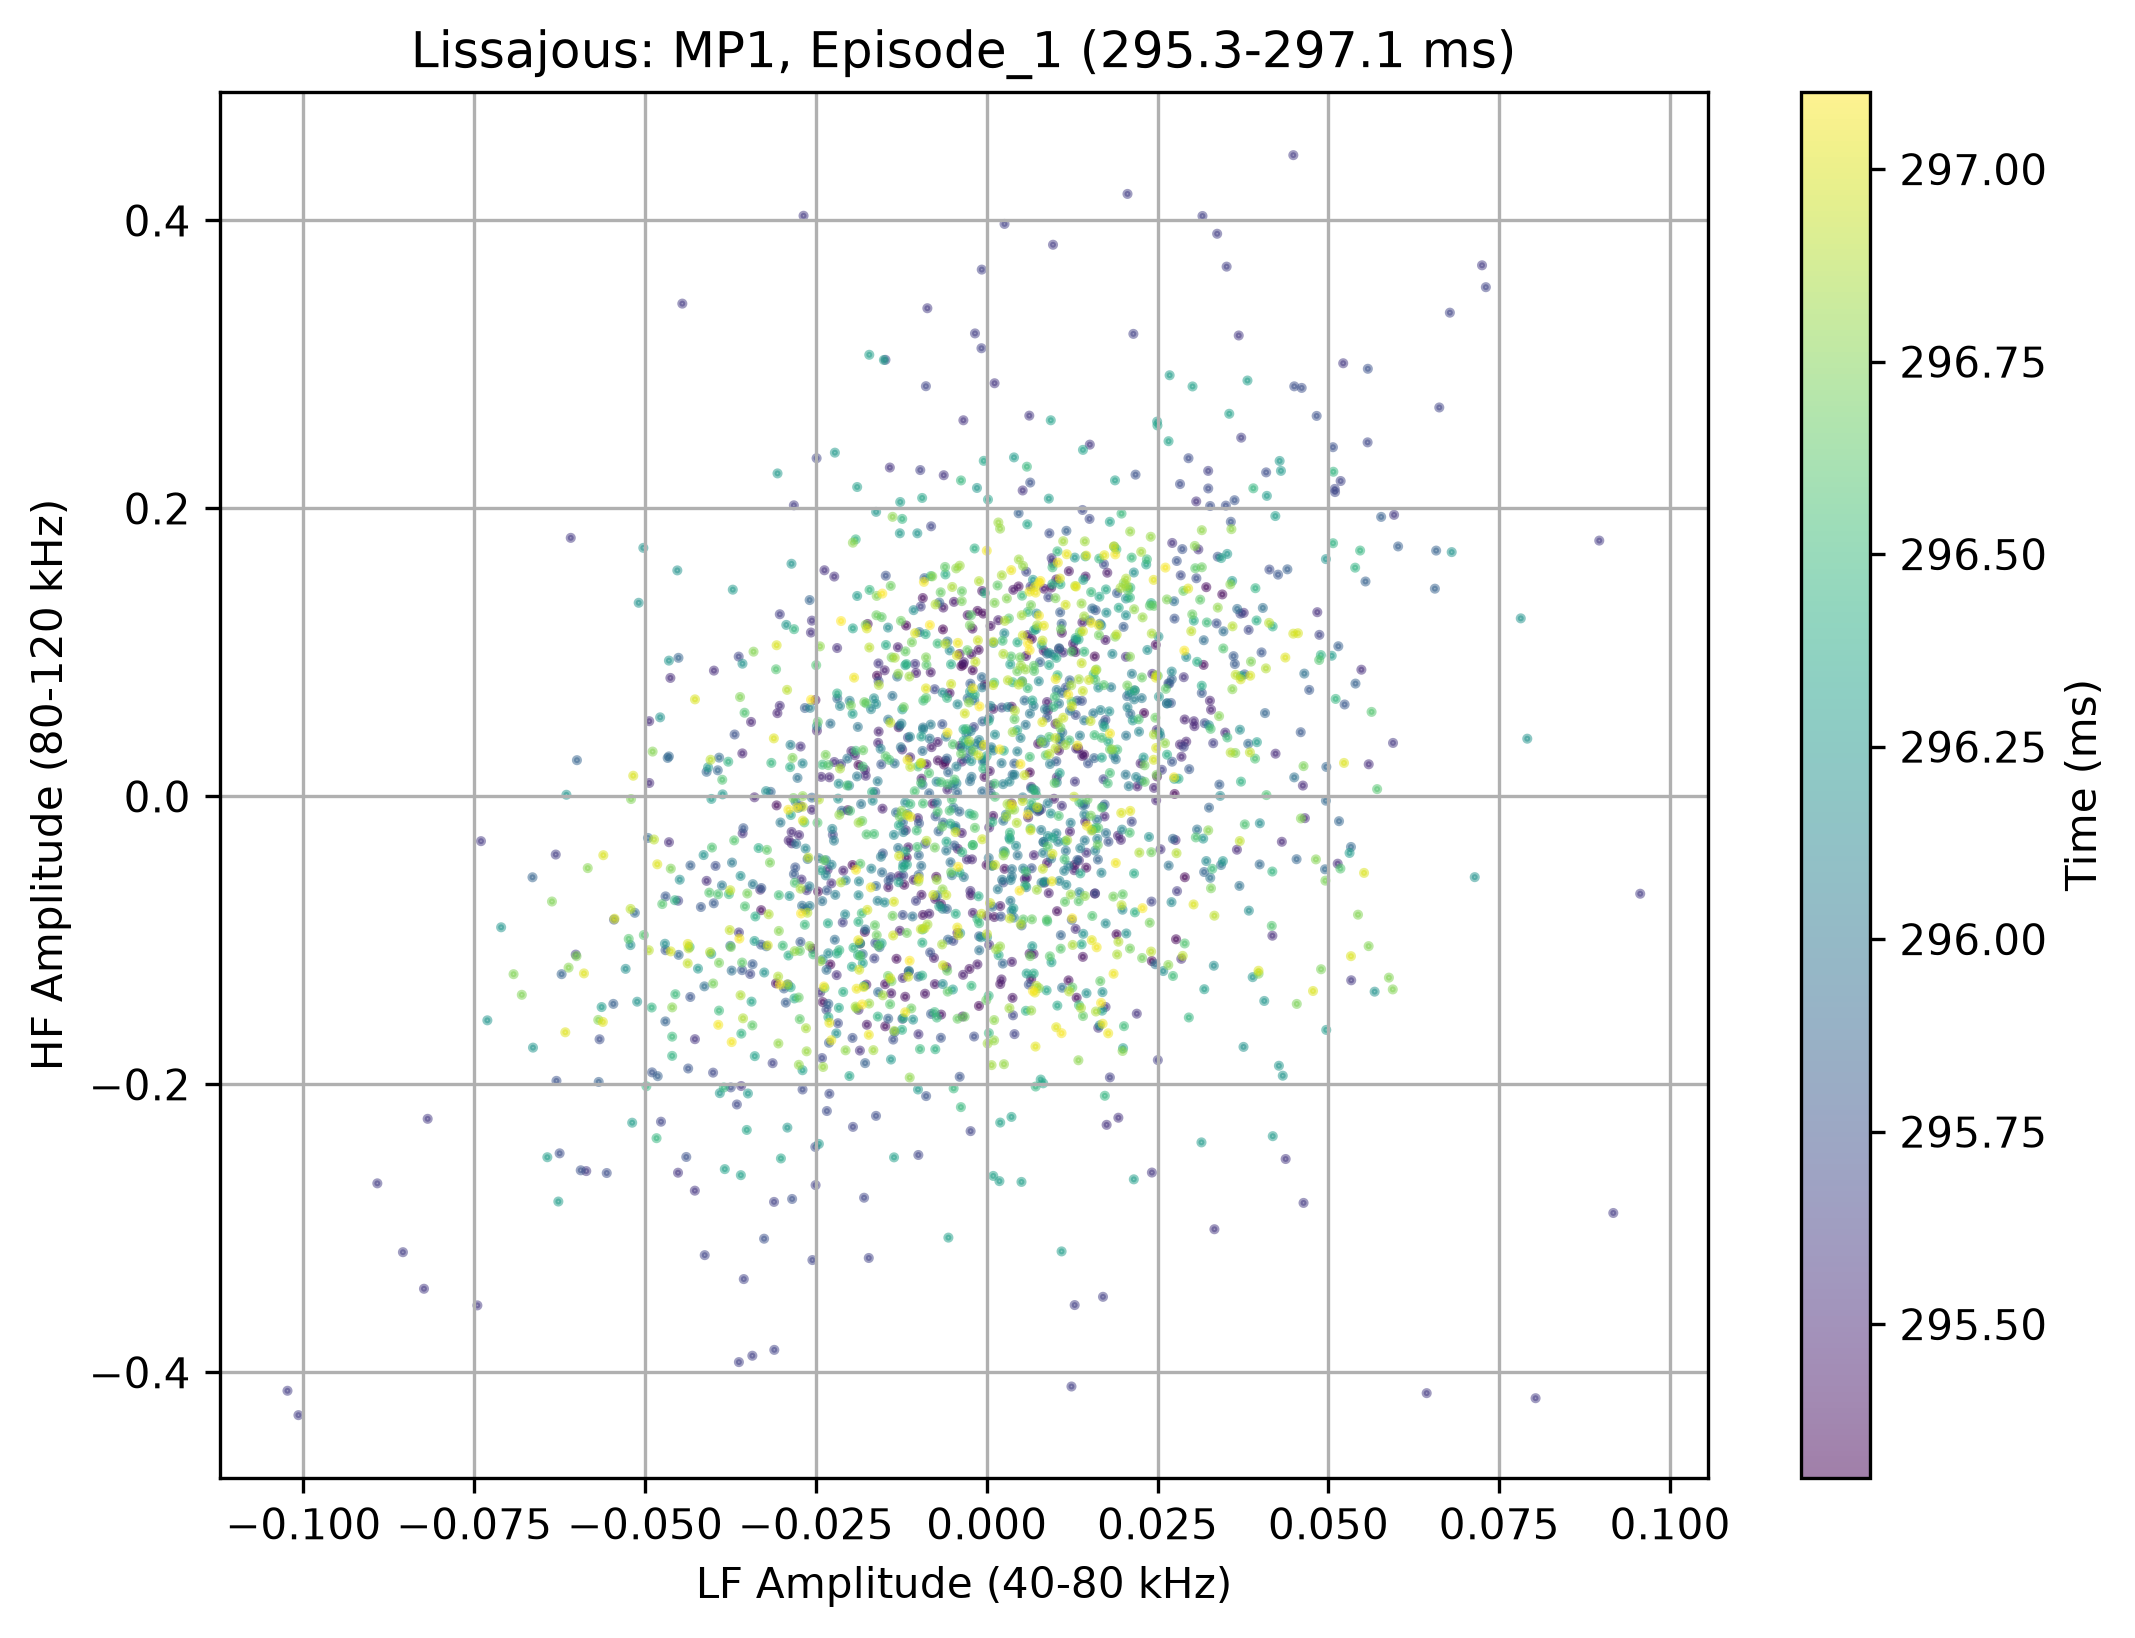 Lissajous: MP1, Episode_1 (295.3-297.1 ms)
HF Amplitude (80-120 kHz)
0.4
0.2
0.0
−0.2
−0.4
−0.100 −0.075 −0.050 −0.025 0.000 0.025 0.050 0.075 0.100
LF Amplitude (40-80 kHz)
297.00
296.75
296.50
296.25
296.00
295.75
295.50
Time (ms)